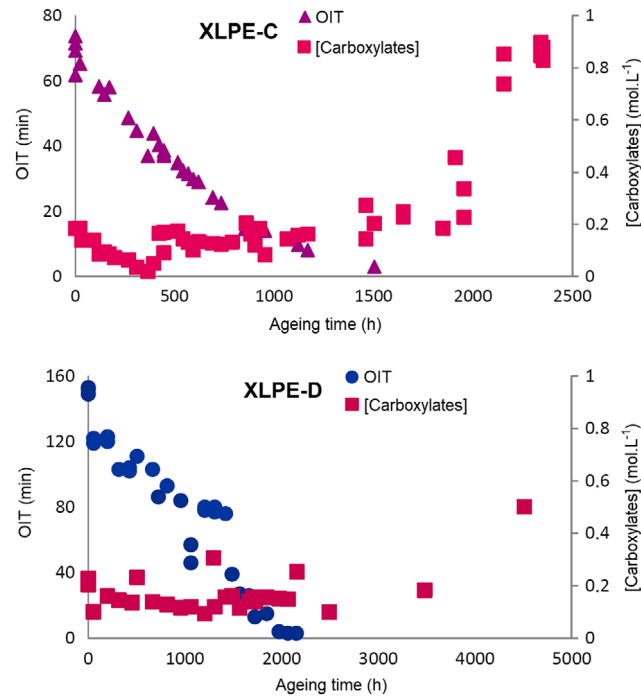 XLPE-C
OIT
[Carboxylates]
OIT (min)
80
60
40
20
0
[Carboxylates] (mol.L⁻¹)
1
0.8
0.6
0.4
0.2
0
0 500 1000 1500 2000 2500
Ageing time (h)
XLPE-D
OIT
[Carboxylates]
OIT (min)
160
120
80
40
0
[Carboxylates] (mol.L⁻¹)
1
0.8
0.6
0.4
0.2
0
0 1000 2000 3000 4000 5000
Ageing time (h)